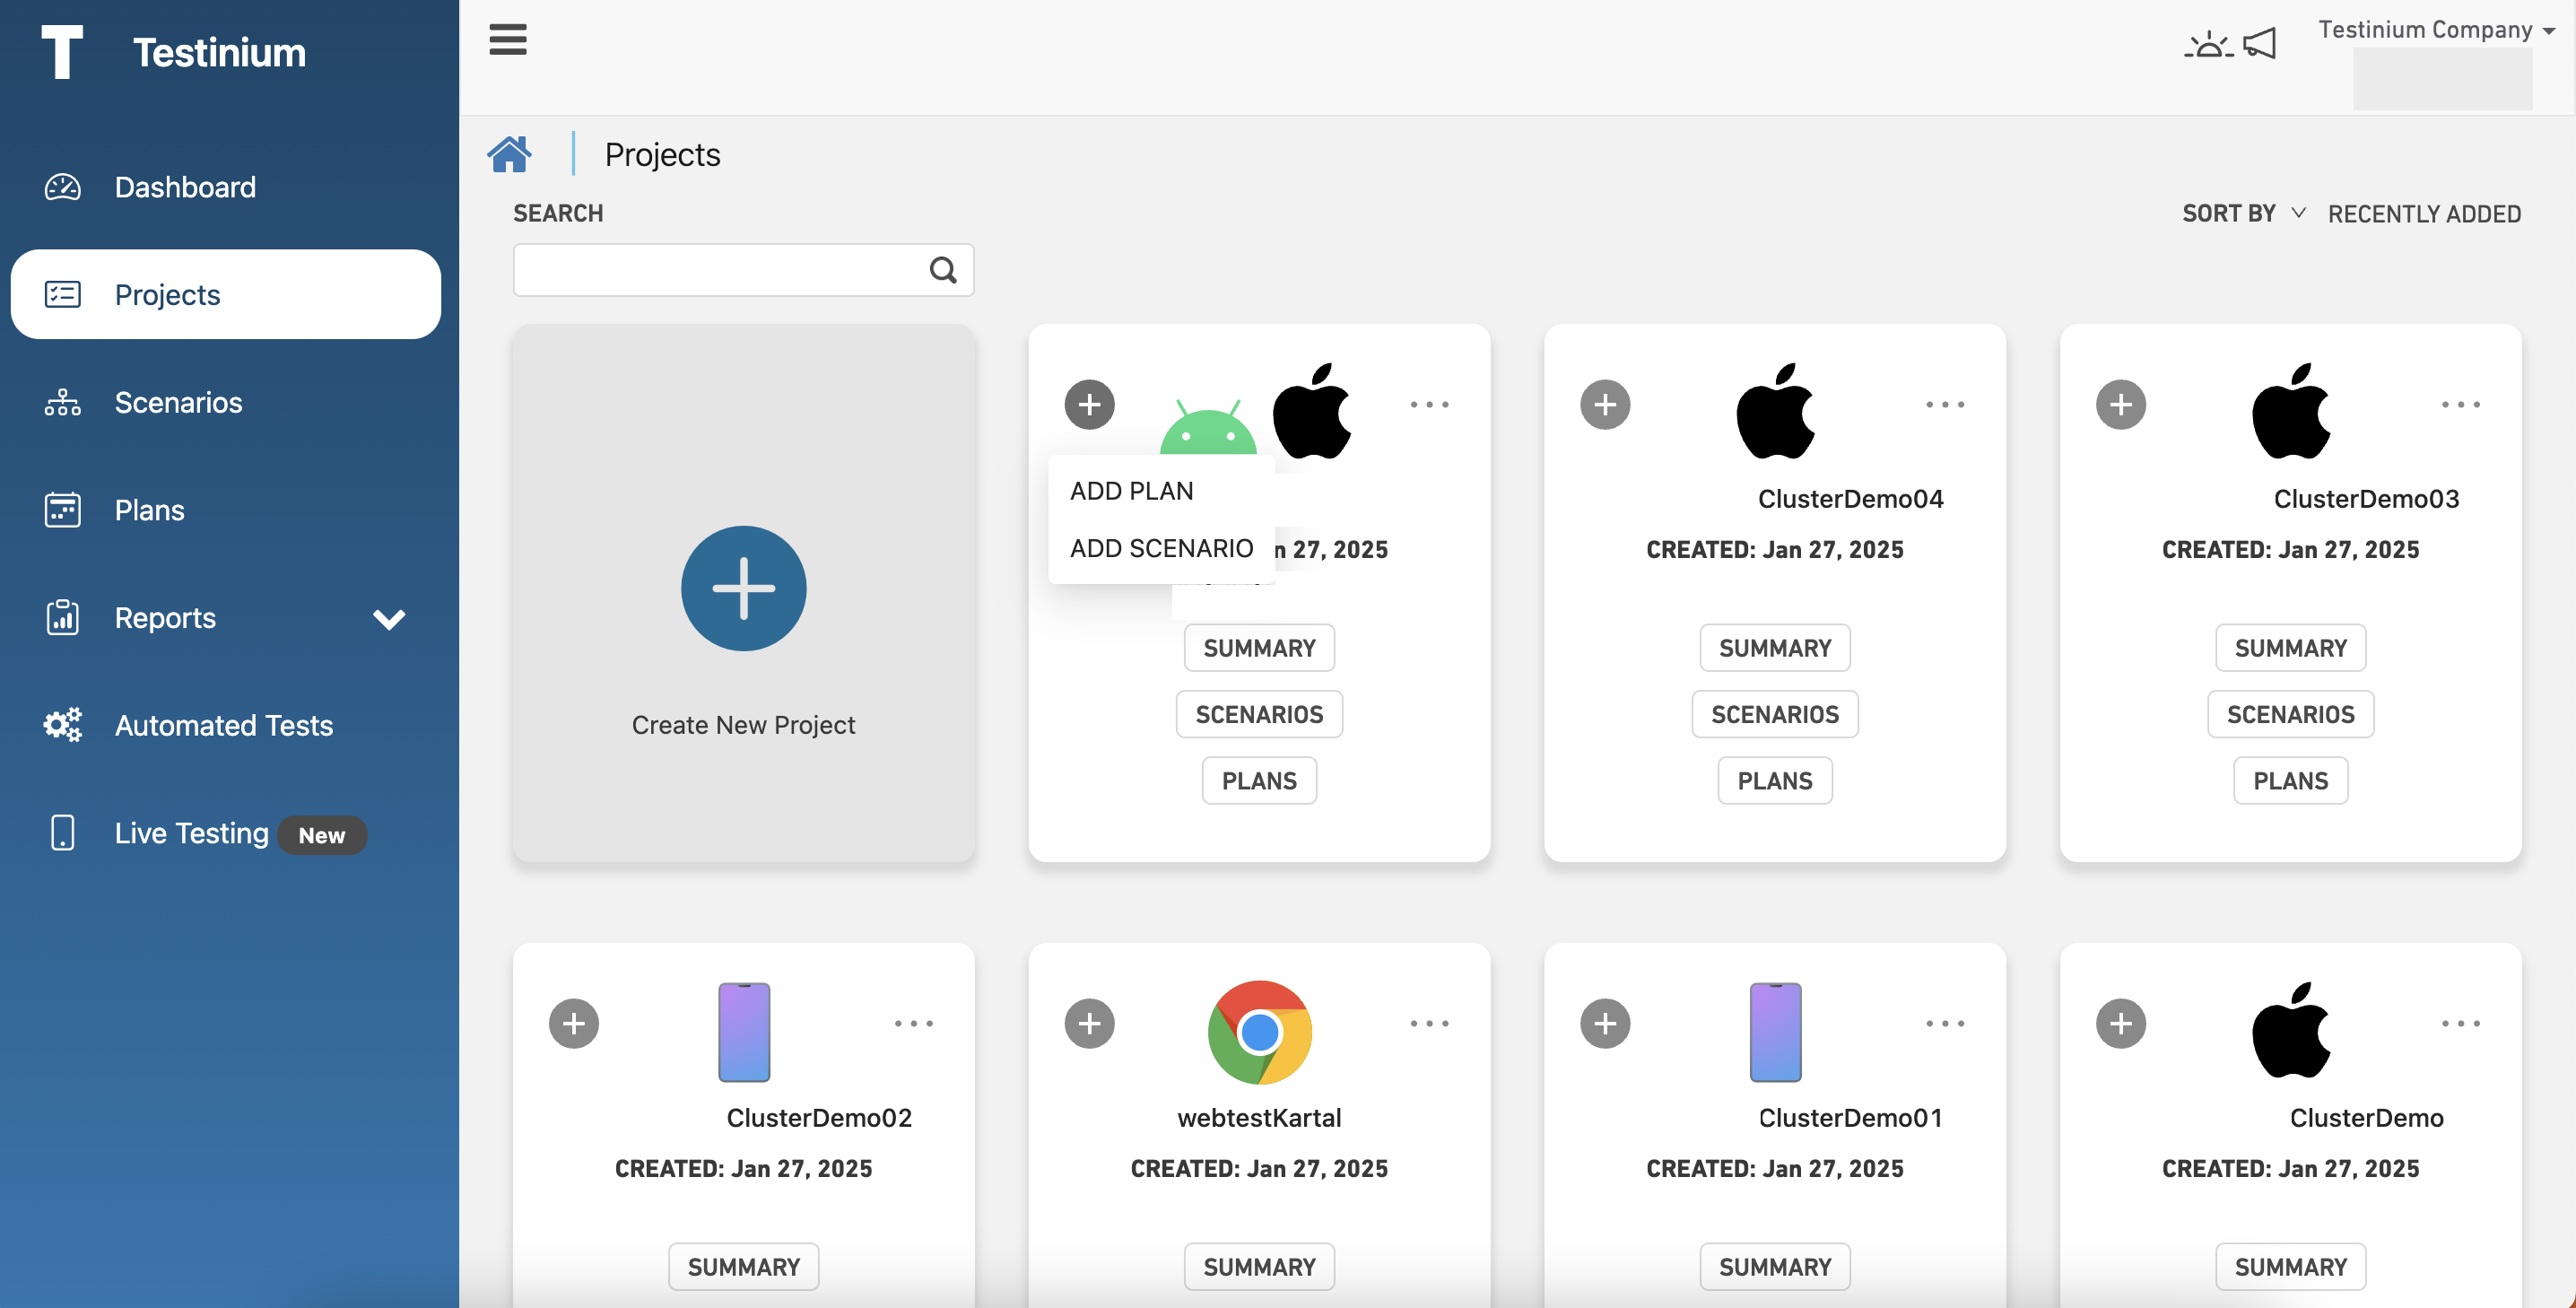 Testinium
Testinium Company
Dashboard
Projects
Scenarios
Plans
Reports
Automated Tests
Live Testing New
Projects
SEARCH
SORT BY RECENTLY ADDED
Create New Project
ADD PLAN
ADD SCENARIO
n 27, 2025
SUMMARY
SCENARIOS
PLANS
ClusterDemo04
CREATED: Jan 27, 2025
SUMMARY
SCENARIOS
PLANS
ClusterDemo03
CREATED: Jan 27, 2025
SUMMARY
SCENARIOS
PLANS
ClusterDemo02
CREATED: Jan 27, 2025
SUMMARY
webtestKartal
CREATED: Jan 27, 2025
SUMMARY
ClusterDemo01
CREATED: Jan 27, 2025
SUMMARY
ClusterDemo
CREATED: Jan 27, 2025
SUMMARY